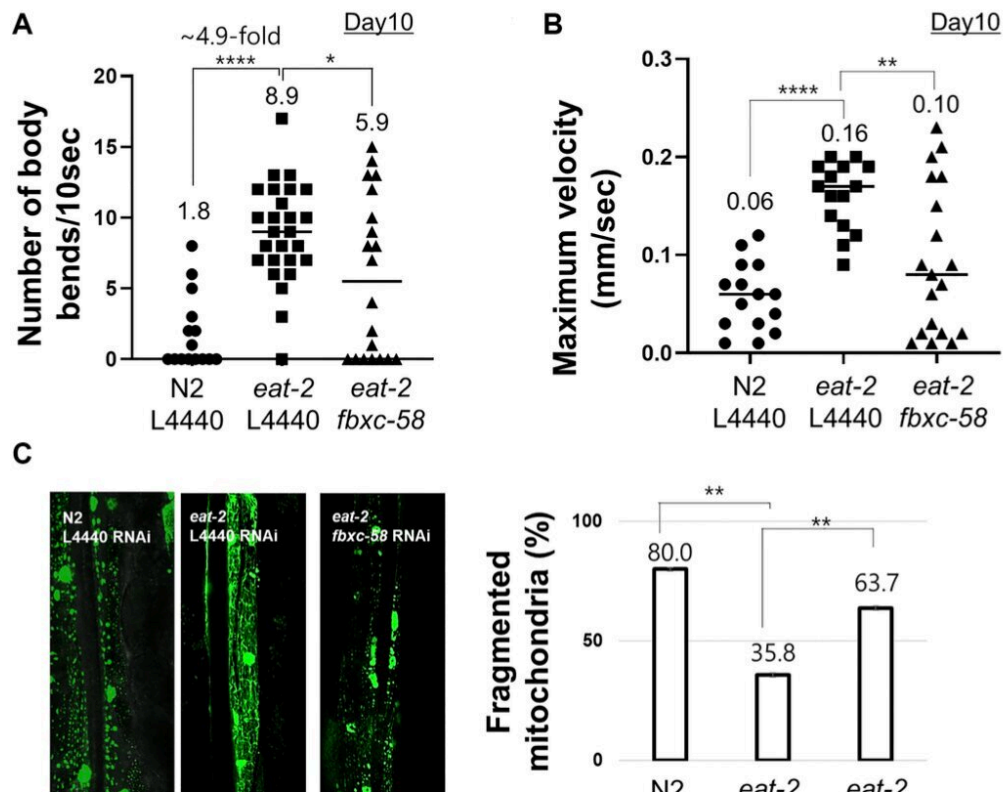 A
~4.9-fold
Day10
****
*
8.9
5.9
1.8
20
15
10
5
0
Number of body
bends/10sec
N2
L4440
eat-2
L4440
eat-2
fbxc-58
B
Day10
**
****
0.10
0.16
0.06
0.3
0.2
0.1
0.0
Maximum velocity
(mm/sec)
N2
L4440
eat-2
L4440
eat-2
fbxc-58
C
N2
L4440 RNAi
eat-2
L4440 RNAi
eat-2
fbxc-58 RNAi
**
**
100
80.0
63.7
50
35.8
0
Fragmented
mitochondria (%)
N2
eat-2
eat-2